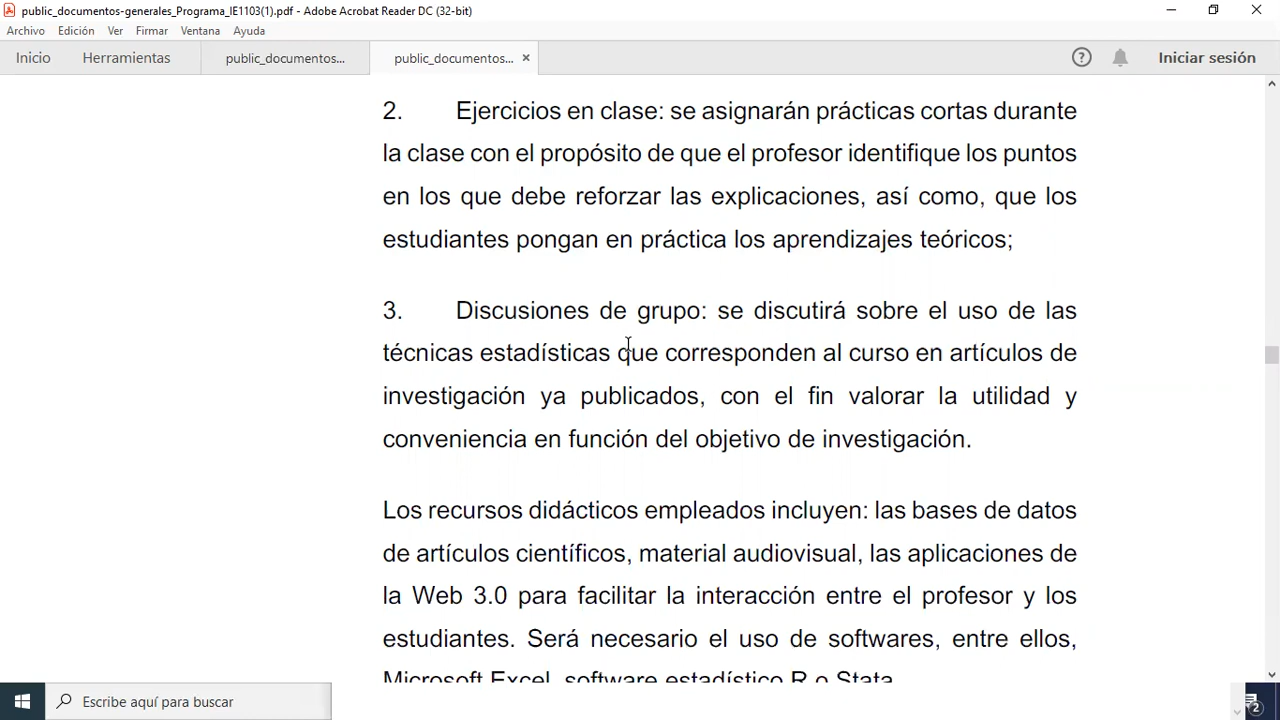 public_documentos-generales_Programa_IE1103(1).pdf - Adobe Acrobat Reader DC (32-bit)
Archivo Edición Ver Firmar Ventana Ayuda
Inicio Herramientas public_documentos... public_documentos... × Iniciar sesión
2. Ejercicios en clase: se asignarán prácticas cortas durante
la clase con el propósito de que el profesor identifique los puntos
en los que debe reforzar las explicaciones, así como, que los
estudiantes pongan en práctica los aprendizajes teóricos;
3. Discusiones de grupo: se discutirá sobre el uso de las
técnicas estadísticas que corresponden al curso en artículos de
investigación ya publicados, con el fin valorar la utilidad y
conveniencia en función del objetivo de investigación.
Los recursos didácticos empleados incluyen: las bases de datos
de artículos científicos, material audiovisual, las aplicaciones de
la Web 3.0 para facilitar la interacción entre el profesor y los
estudiantes. Será necesario el uso de softwares, entre ellos,
Microsoft Excel, software estadístico R o Stata.
Escribe aquí para buscar
2